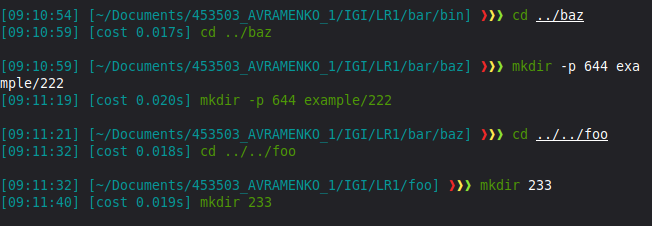 [09:10:54] [~/Documents/453503_AVRAMENKO_1/IGI/LR1/bar/bin] ❯❯❯ cd ../baz
[09:10:59] [cost 0.017s] cd ../baz
[09:10:59] [~/Documents/453503_AVRAMENKO_1/IGI/LR1/bar/baz] ❯❯❯ mkdir -p 644 exa
mple/222
[09:11:19] [cost 0.020s] mkdir -p 644 example/222
[09:11:21] [~/Documents/453503_AVRAMENKO_1/IGI/LR1/bar/baz] ❯❯❯ cd ../../foo
[09:11:32] [cost 0.018s] cd ../../foo
[09:11:32] [~/Documents/453503_AVRAMENKO_1/IGI/LR1/foo] ❯❯❯ mkdir 233
[09:11:40] [cost 0.019s] mkdir 233